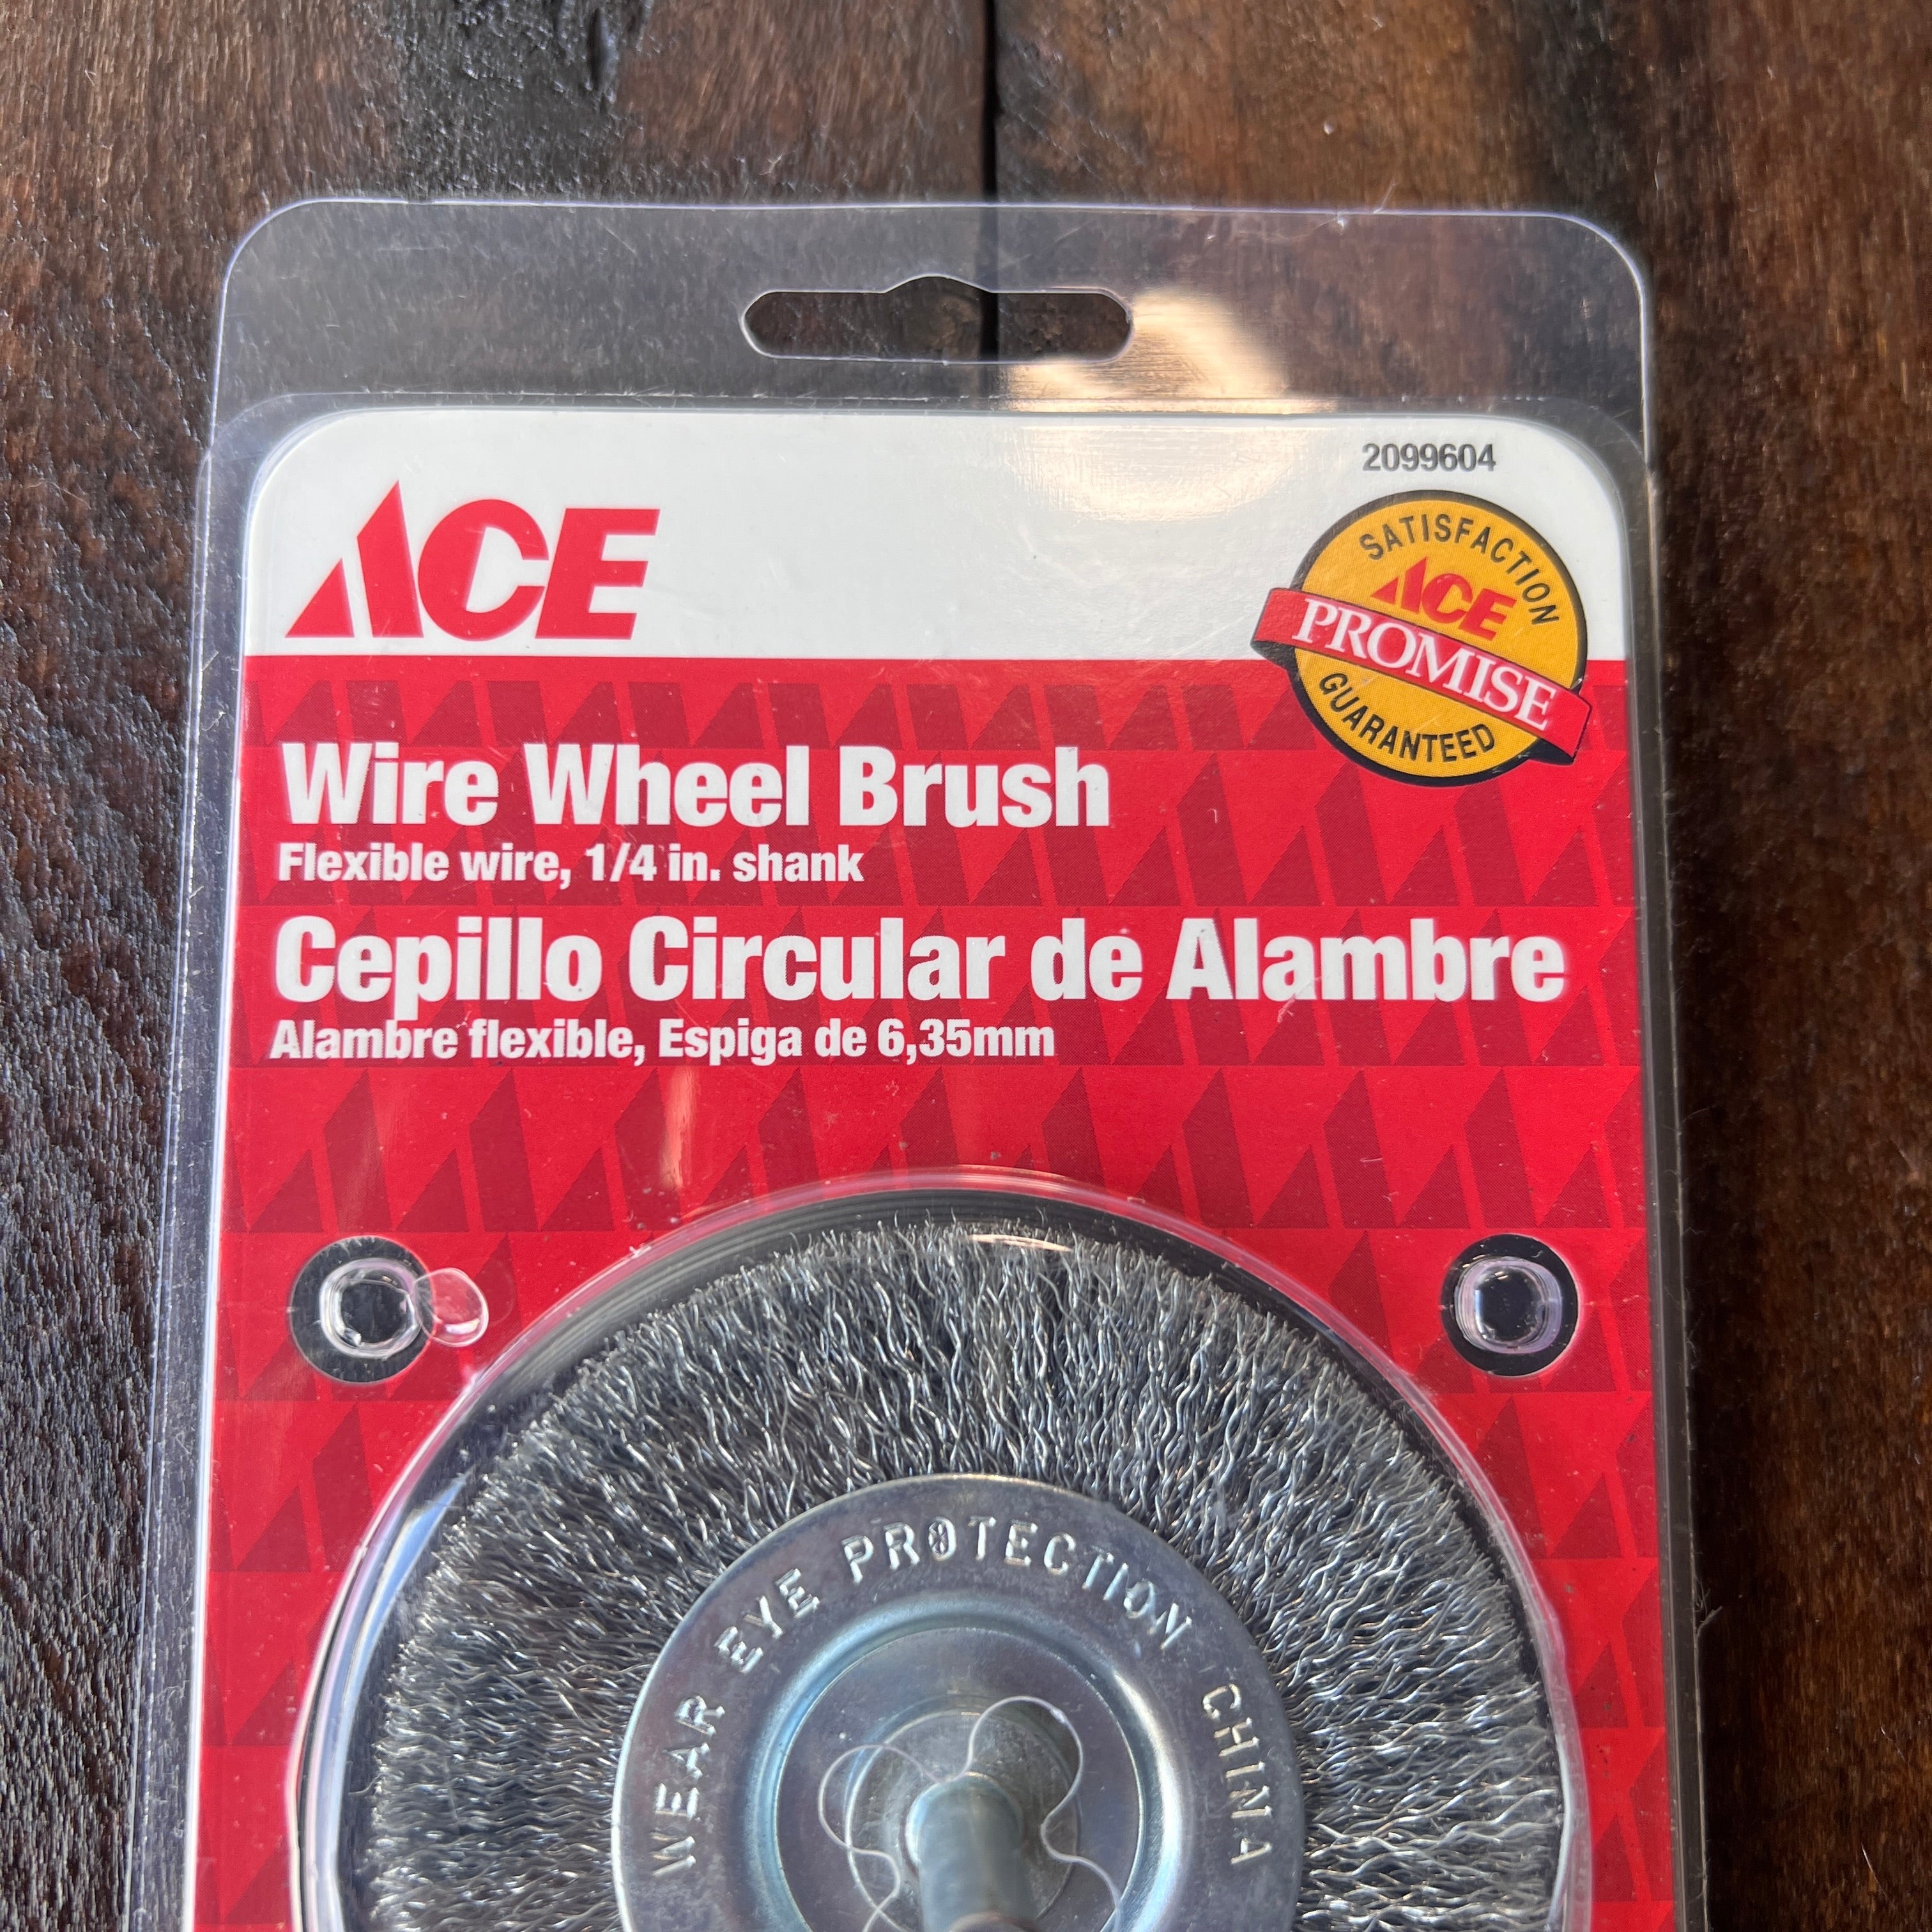 2099604
ACE
SATISFACTION
ACE
PROMISE
GUARANTEED
Wire Wheel Brush
Flexible wire, 1/4 in. shank
Cepillo Circular de Alambre
Alambre flexible, Espiga de 6,35mm
WEAR EYE PROTECTION CHINA